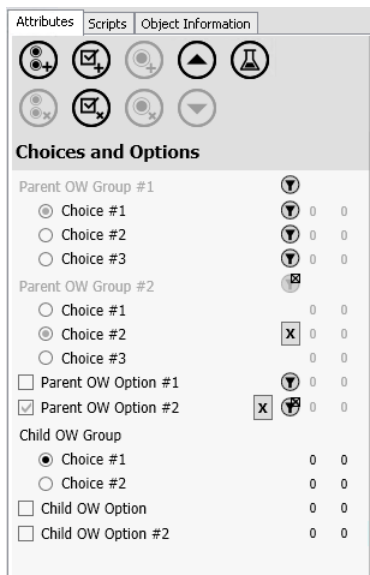 Attributes Scripts Object Information
Choices and Options
Parent OW Group #1
Choice #1 0 0
Choice #2 0 0
Choice #3 0 0
Parent OW Group #2
Choice #1 0 0
Choice #2 X 0 0
Choice #3 0 0
Parent OW Option #1 0 0
Parent OW Option #2 X 0 0
Child OW Group
Choice #1 0 0
Choice #2 0 0
Child OW Option 0 0
Child OW Option #2 0 0